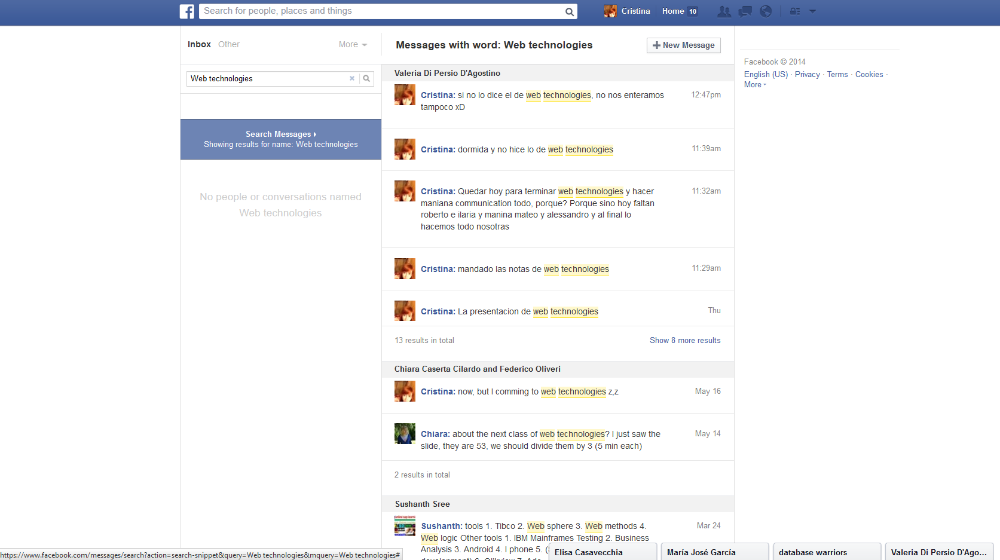 Search for people, places and things
Cristina
Home 10
Inbox Other More
Messages with word: Web technologies
New Message
Web technologies
Search Messages
Showing results for name: Web technologies
No people or conversations named
Web technologies
Valeria Di Persio D'Agostino
Cristina: si no lo dice el de web technologies, no nos enteramos 12:47pm
tampoco xD
Cristina: dormida y no hice lo de web technologies 11:39am
Cristina: Quedar hoy para terminar web technologies y hacer 11:32am
maniana communication todo, porque? Porque sino hoy faltan
roberto e ilaria y manina mateo y alessandro y al final lo
hacemos todo nosotras
Cristina: mandado las notas de web technologies 11:29am
Cristina: La presentacion de web technologies Thu
13 results in total Show 8 more results
Chiara Caserta Cilardo and Federico Oliveri
Cristina: now, but I comming to web technologies z,z May 16
Chiara: about the next class of web technologies? I just saw the May 14
slide, they are 53, we should divide them by 3 (5 min each)
2 results in total
Sushanth Sree
Sushanth: tools 1. Tibco 2. Web sphere 3. Web methods 4. Mar 24
Web logic Other tools 1. IBM Mainframes Testing 2. Business
Analysis 3. Android 4. I phone 5.
Facebook © 2014
English (US) · Privacy · Terms · Cookies ·
More
https://www.facebook.com/messages/search?action=search-snippet&query=Web technologies&mquery=Web technologies#
Elisa Casavecchia
María José García
database warriors
Valeria Di Persio D'Ago...